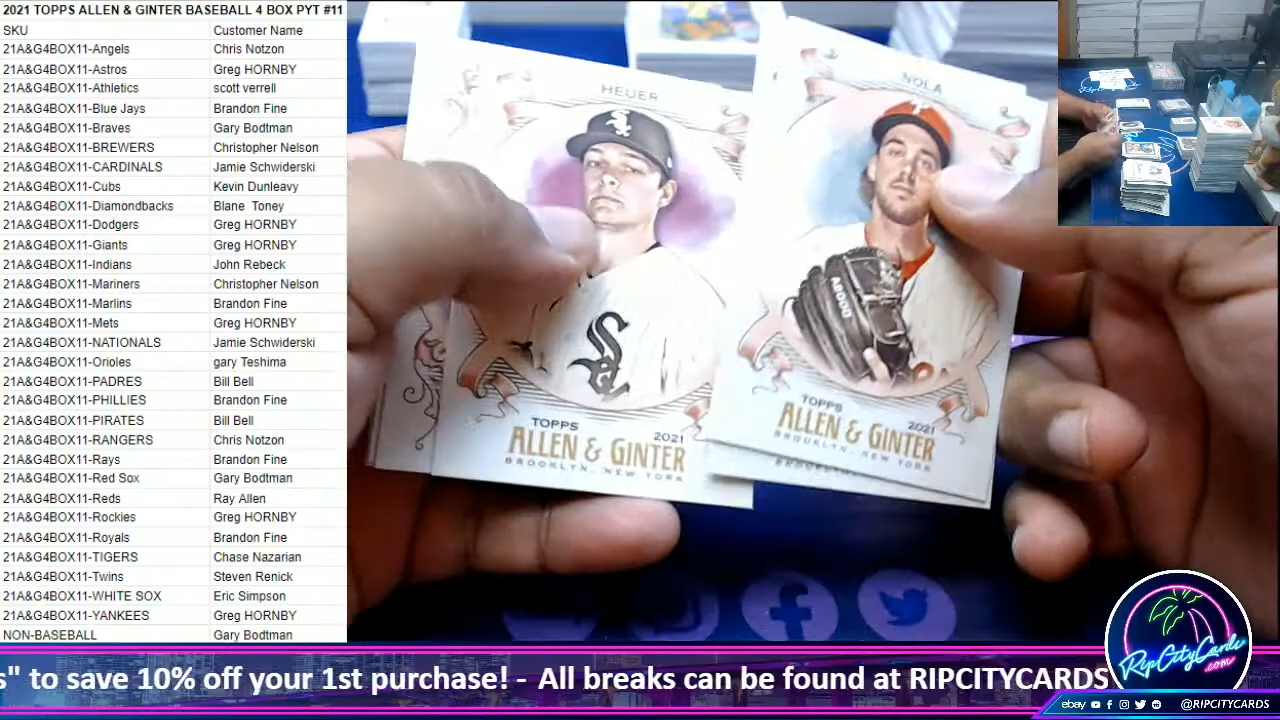 2021 TOPPS ALLEN & GINTER BASEBALL 4 BOX PYT #11
SKU Customer Name
21A&G4BOX11-Angels Chris Notzon
21A&G4BOX11-Astros Greg HORNBY
21A&G4BOX11-Athletics scott verrell
21A&G4BOX11-Blue Jays Brandon Fine
21A&G4BOX11-Braves Gary Bodtman
21A&G4BOX11-BREWERS Christopher Nelson
21A&G4BOX11-CARDINALS Jamie Schwiderski
21A&G4BOX11-Cubs Kevin Dunleavy
21A&G4BOX11-Diamondbacks Blane Toney
21A&G4BOX11-Dodgers Greg HORNBY
21A&G4BOX11-Giants Greg HORNBY
21A&G4BOX11-Indians John Rebeck
21A&G4BOX11-Mariners Christopher Nelson
21A&G4BOX11-Marlins Brandon Fine
21A&G4BOX11-Mets Greg HORNBY
21A&G4BOX11-NATIONALS Jamie Schwiderski
21A&G4BOX11-Orioles gary Teshima
21A&G4BOX11-PADRES Bill Bell
21A&G4BOX11-PHILLIES Brandon Fine
21A&G4BOX11-PIRATES Bill Bell
21A&G4BOX11-RANGERS Chris Notzon
21A&G4BOX11-Rays Brandon Fine
21A&G4BOX11-Red Sox Gary Bodtman
21A&G4BOX11-Reds Ray Allen
21A&G4BOX11-Rockies Greg HORNBY
21A&G4BOX11-Royals Brandon Fine
21A&G4BOX11-TIGERS Chase Nazarian
21A&G4BOX11-Twins Steven Renick
21A&G4BOX11-WHITE SOX Eric Simpson
21A&G4BOX11-YANKEES Greg HORNBY
NON-BASEBALL Gary Bodtman
HEUER
Sox
TOPPS 2021
ALLEN & GINTER
BROOKLYN, NEW YORK
NOLA
P
A2000
TOPPS 2021
ALLEN & GINTER
BROOKLYN, NEW YORK
s" to save 10% off your 1st purchase! - All breaks can be found at RIPCITYCARDS
RipCityCards
.com
ebay @RIPCITYCARDS